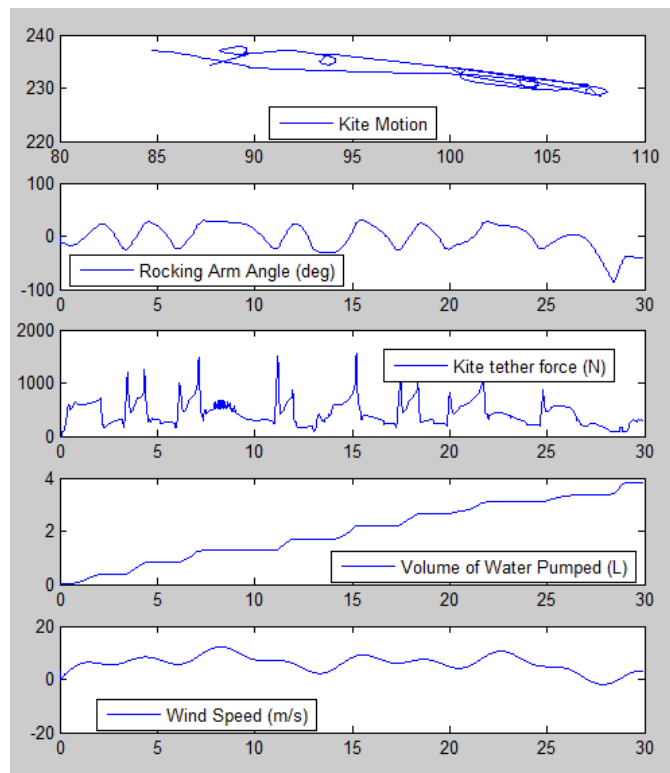 240
230
220
Kite Motion
80 85 90 95 100 105 110
100
0
-100
Rocking Arm Angle (deg)
0 5 10 15 20 25 30
2000
1000
0
Kite tether force (N)
0 5 10 15 20 25 30
4
2
0
Volume of Water Pumped (L)
0 5 10 15 20 25 30
20
0
-20
Wind Speed (m/s)
0 5 10 15 20 25 30